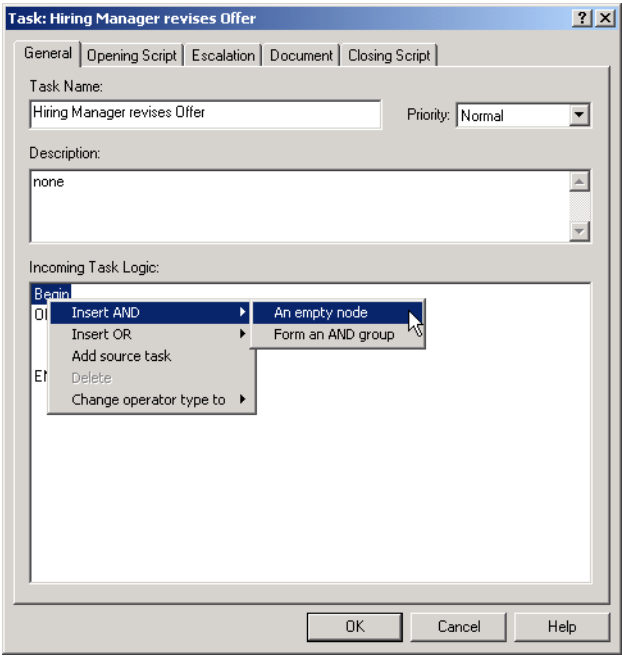 Task: Hiring Manager revises Offer
General Opening Script Escalation Document Closing Script
Task Name:
Hiring Manager revises Offer
Priority: Normal
Description:
none
Incoming Task Logic:
Begin
Insert AND An empty node
Insert OR Form an AND group
Add source task
Delete
Change operator type to
OK Cancel Help